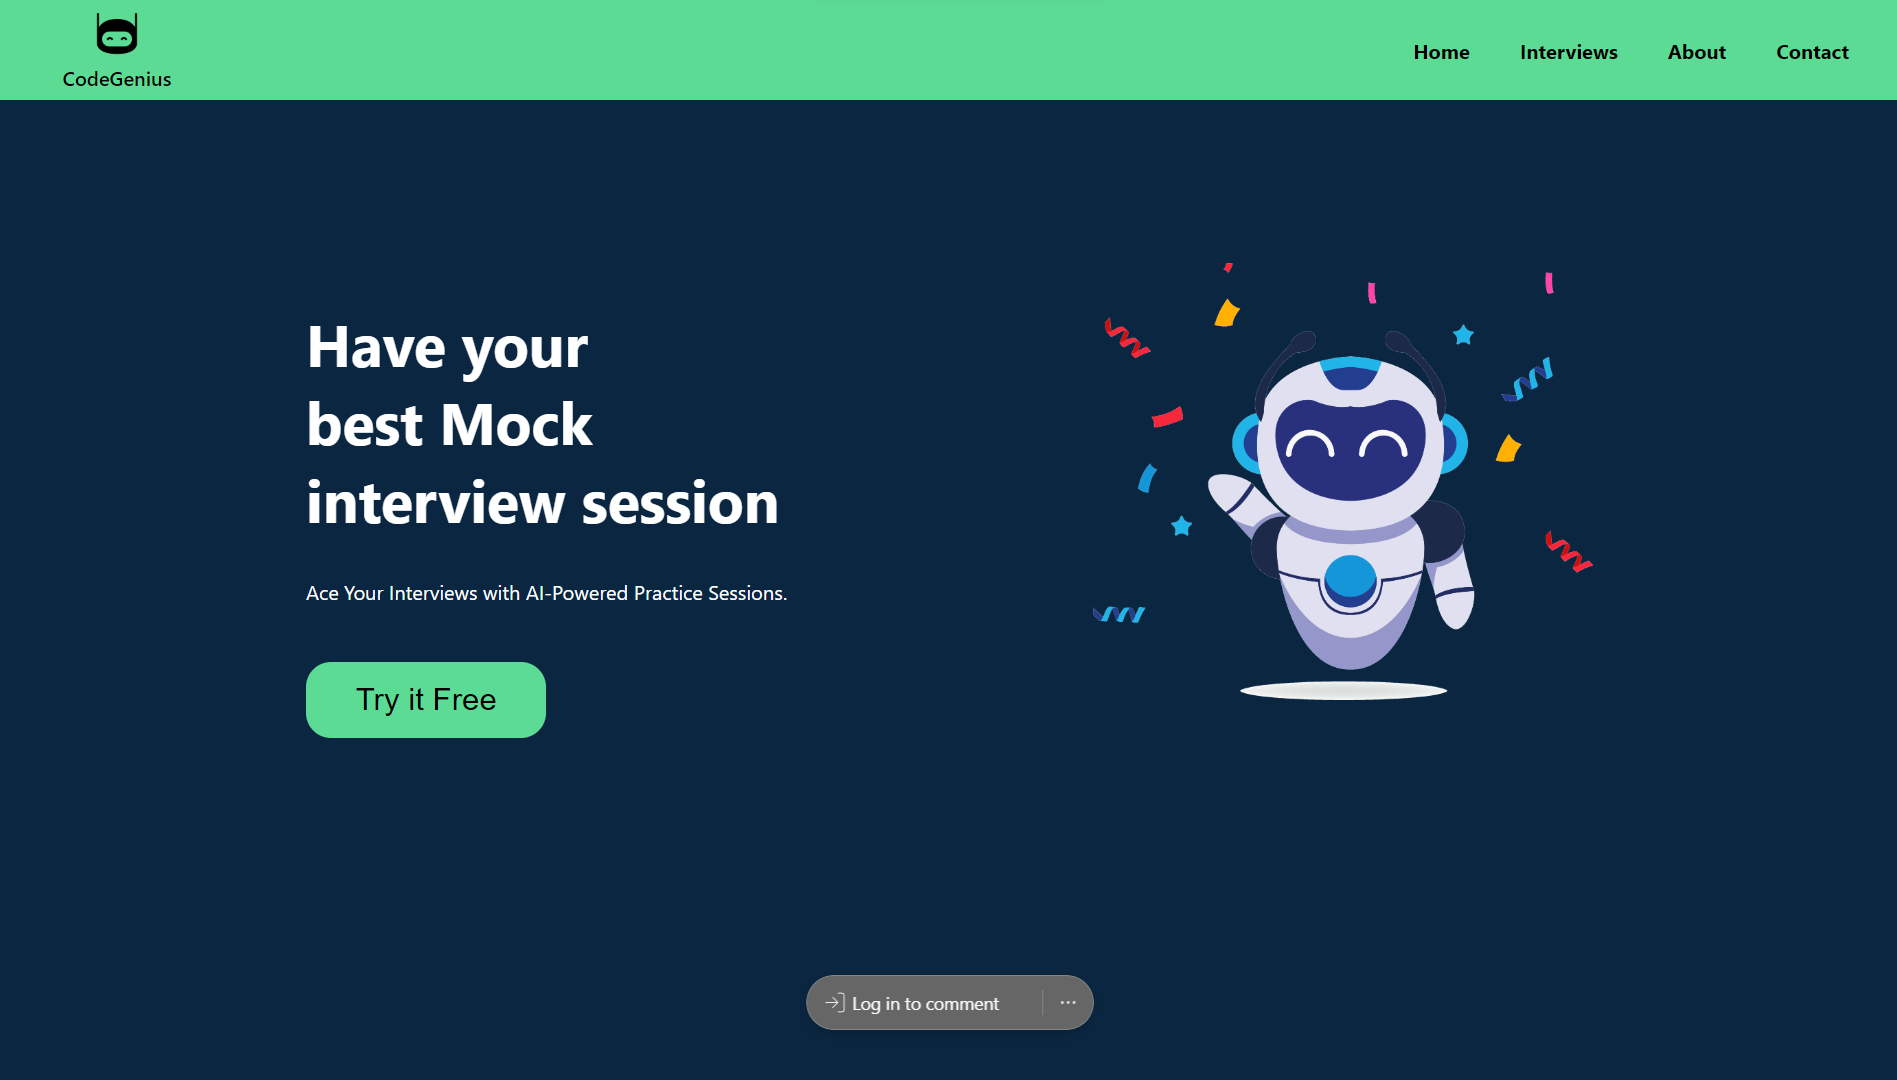 CodeGenius
Home
Interviews
About
Contact
Have your
best Mock
interview session
Ace Your Interviews with AI-Powered Practice Sessions.
Try it Free
Log in to comment